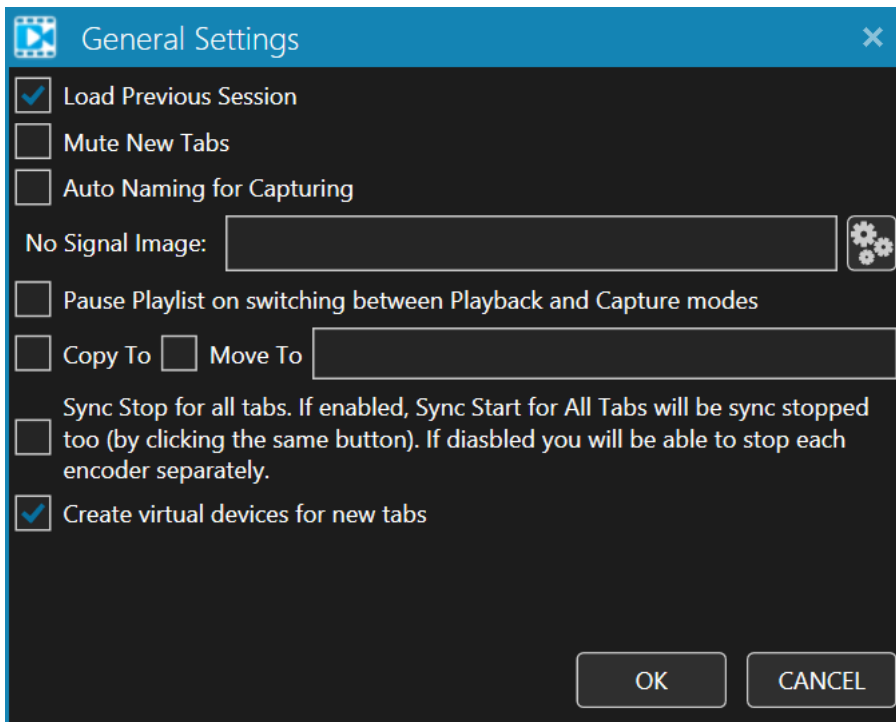 General Settings
Load Previous Session
Mute New Tabs
Auto Naming for Capturing
No Signal Image:
Pause Playlist on switching between Playback and Capture modes
Copy To Move To
Sync Stop for all tabs. If enabled, Sync Start for All Tabs will be sync stopped
too (by clicking the same button). If diasbled you will be able to stop each
encoder separately.
Create virtual devices for new tabs
OK CANCEL